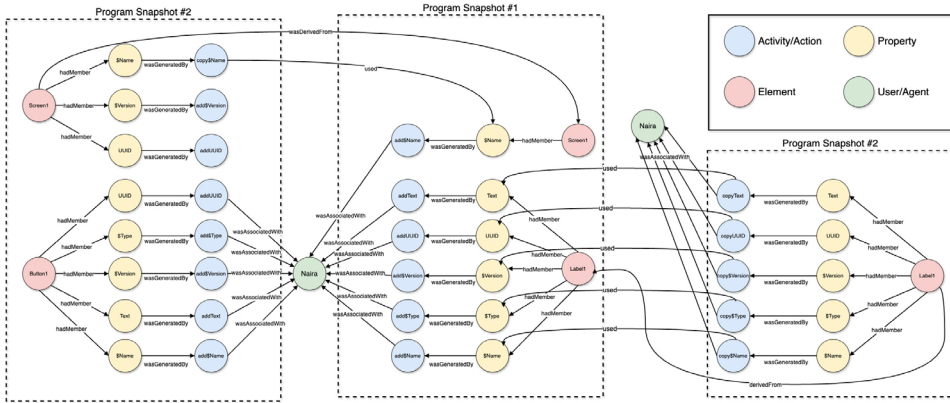 Program Snapshot #2
Screen1
hadMember
$Name
wasGeneratedBy
copy$Name
hadMember
$Version
wasGeneratedBy
add$Version
hadMember
UUID
wasGeneratedBy
addUUID
Button1
hadMember
UUID
wasGeneratedBy
addUUID
wasAssociatedWith
hadMember
$Type
wasGeneratedBy
add$Type
wasAssociatedWith
hadMember
$Version
wasGeneratedBy
add$Version
wasAssociatedWith
hadMember
Text
wasGeneratedBy
addText
wasAssociatedWith
hadMember
$Name
wasGeneratedBy
add$Name
wasAssociatedWith
Naira
wasDerivedFrom
used
Program Snapshot #1
add$Name
wasGeneratedBy
$Name
hadMember
Screen1
wasAssociatedWith
addText
wasGeneratedBy
Text
hadMember
wasAssociatedWith
addUUID
wasGeneratedBy
UUID
hadMember
wasAssociatedWith
add$Version
wasGeneratedBy
$Version
hadMember
Label1
wasAssociatedWith
add$Type
wasGeneratedBy
$Type
hadMember
wasAssociatedWith
add$Name
wasGeneratedBy
$Name
hadMember
used
used
used
used
used
Naira
wasAssociatedWith
Activity/Action
Property
Element
User/Agent
Program Snapshot #2
copyText
wasGeneratedBy
Text
hadMember
copyUUID
wasGeneratedBy
UUID
hadMember
copy$Version
wasGeneratedBy
$Version
hadMember
Label1
copy$Type
wasGeneratedBy
$Type
hadMember
copy$Name
wasGeneratedBy
$Name
hadMember
derivedFrom